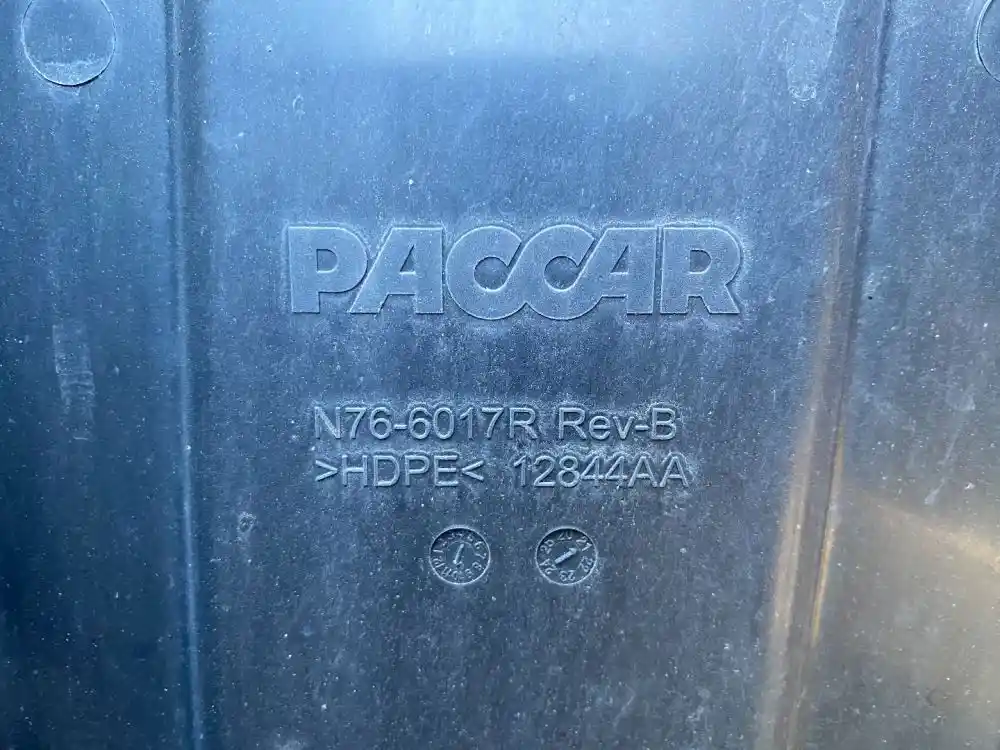 PACCAR
N76-6017R Rev-B
>HDPE< 12844AA